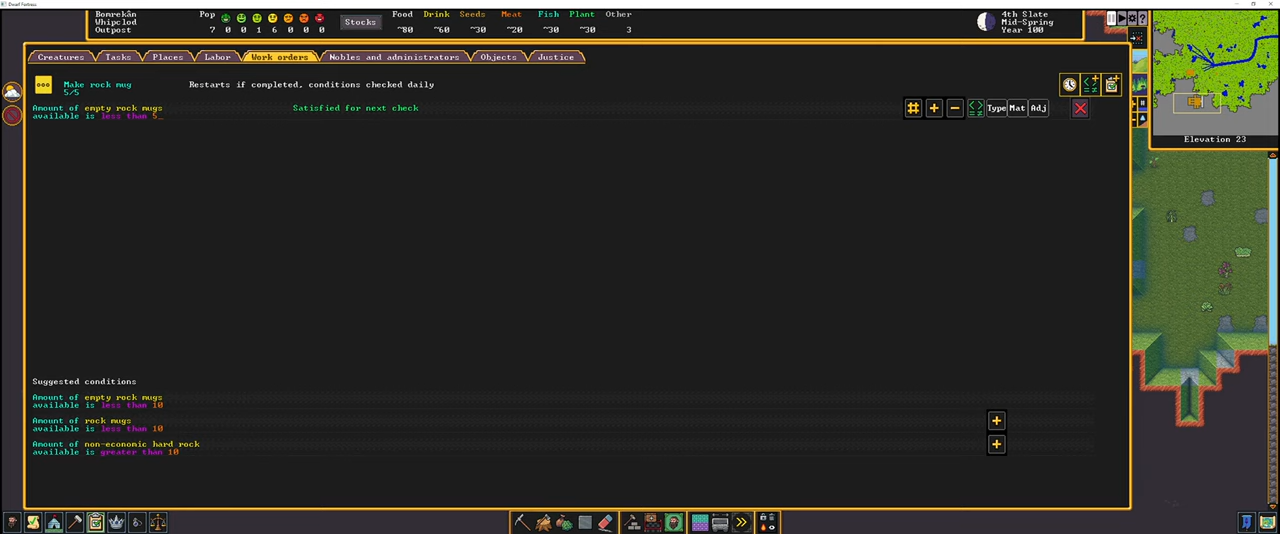 Dwarf Fortress
Bomrekân Pop Food Drink Seeds Meat Fish Plant Other 4th Slate
Whipclod Stocks Mid-Spring
Outpost 7 0 0 1 6 0 0 0 ~80 ~60 ~30 ~20 ~30 ~30 3 Year 100
Creatures Tasks Places Labor Work orders Nobles and administrators Objects Justice
Make rock mug Restarts if completed, conditions checked daily
5/5
Amount of empty rock mugs Satisfied for next check Type Mat Adj
available is less than 5_
Elevation 23
Suggested conditions
Amount of empty rock mugs
available is less than 10
Amount of rock mugs
available is less than 10
Amount of non-economic hard rock
available is greater than 10